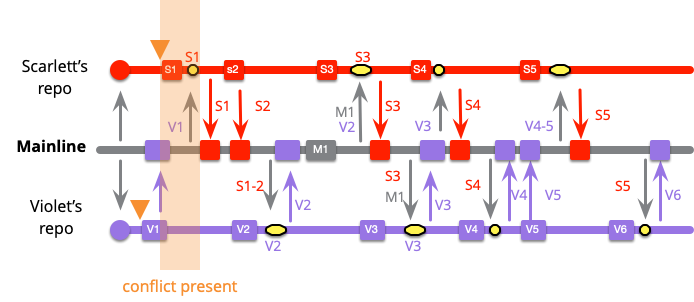 S1
S3
Scarlett's
repo
S1
s2
S3
S4
S5
V1
S1
S2
M1
V2
S3
V3
S4
V4-5
S5
Mainline
M1
S1-2
V2
S3
M1
V3
S4
V4
V5
S5
V6
Violet's
repo
V1
V2
V3
V4
V5
V6
V2
V3
conflict present